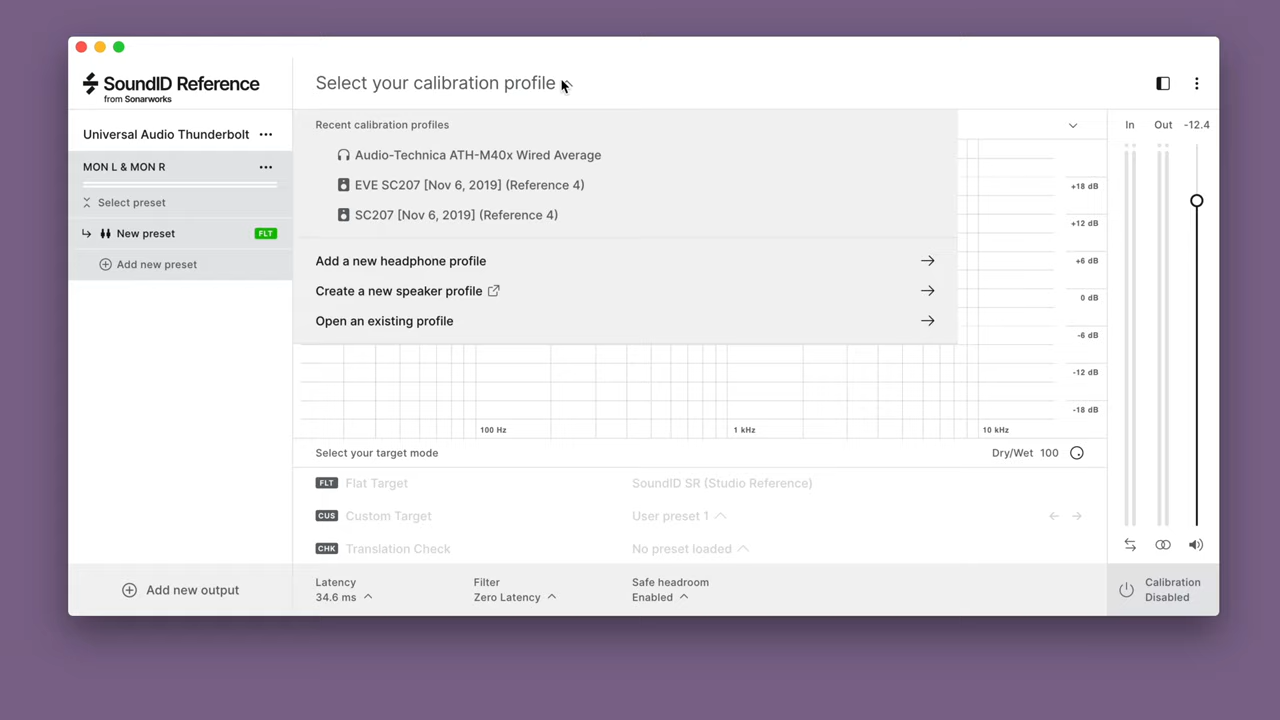 SoundID Reference
from Sonarworks
Select your calibration profile
Universal Audio Thunderbolt
MON L & MON R
Select preset
New preset
FLT
Add new preset
Add new output
Recent calibration profiles
Audio-Technica ATH-M40x Wired Average
EVE SC207 [Nov 6, 2019] (Reference 4)
SC207 [Nov 6, 2019] (Reference 4)
Add a new headphone profile
Create a new speaker profile
Open an existing profile
+18 dB
+12 dB
+6 dB
0 dB
-6 dB
-12 dB
-18 dB
100 Hz
1 kHz
10 kHz
Select your target mode
Dry/Wet 100
FLT Flat Target
SoundID SR (Studio Reference)
CUS Custom Target
User preset 1
CHK Translation Check
No preset loaded
Latency
34.6 ms
Filter
Zero Latency
Safe headroom
Enabled
In Out -12.4
Calibration
Disabled